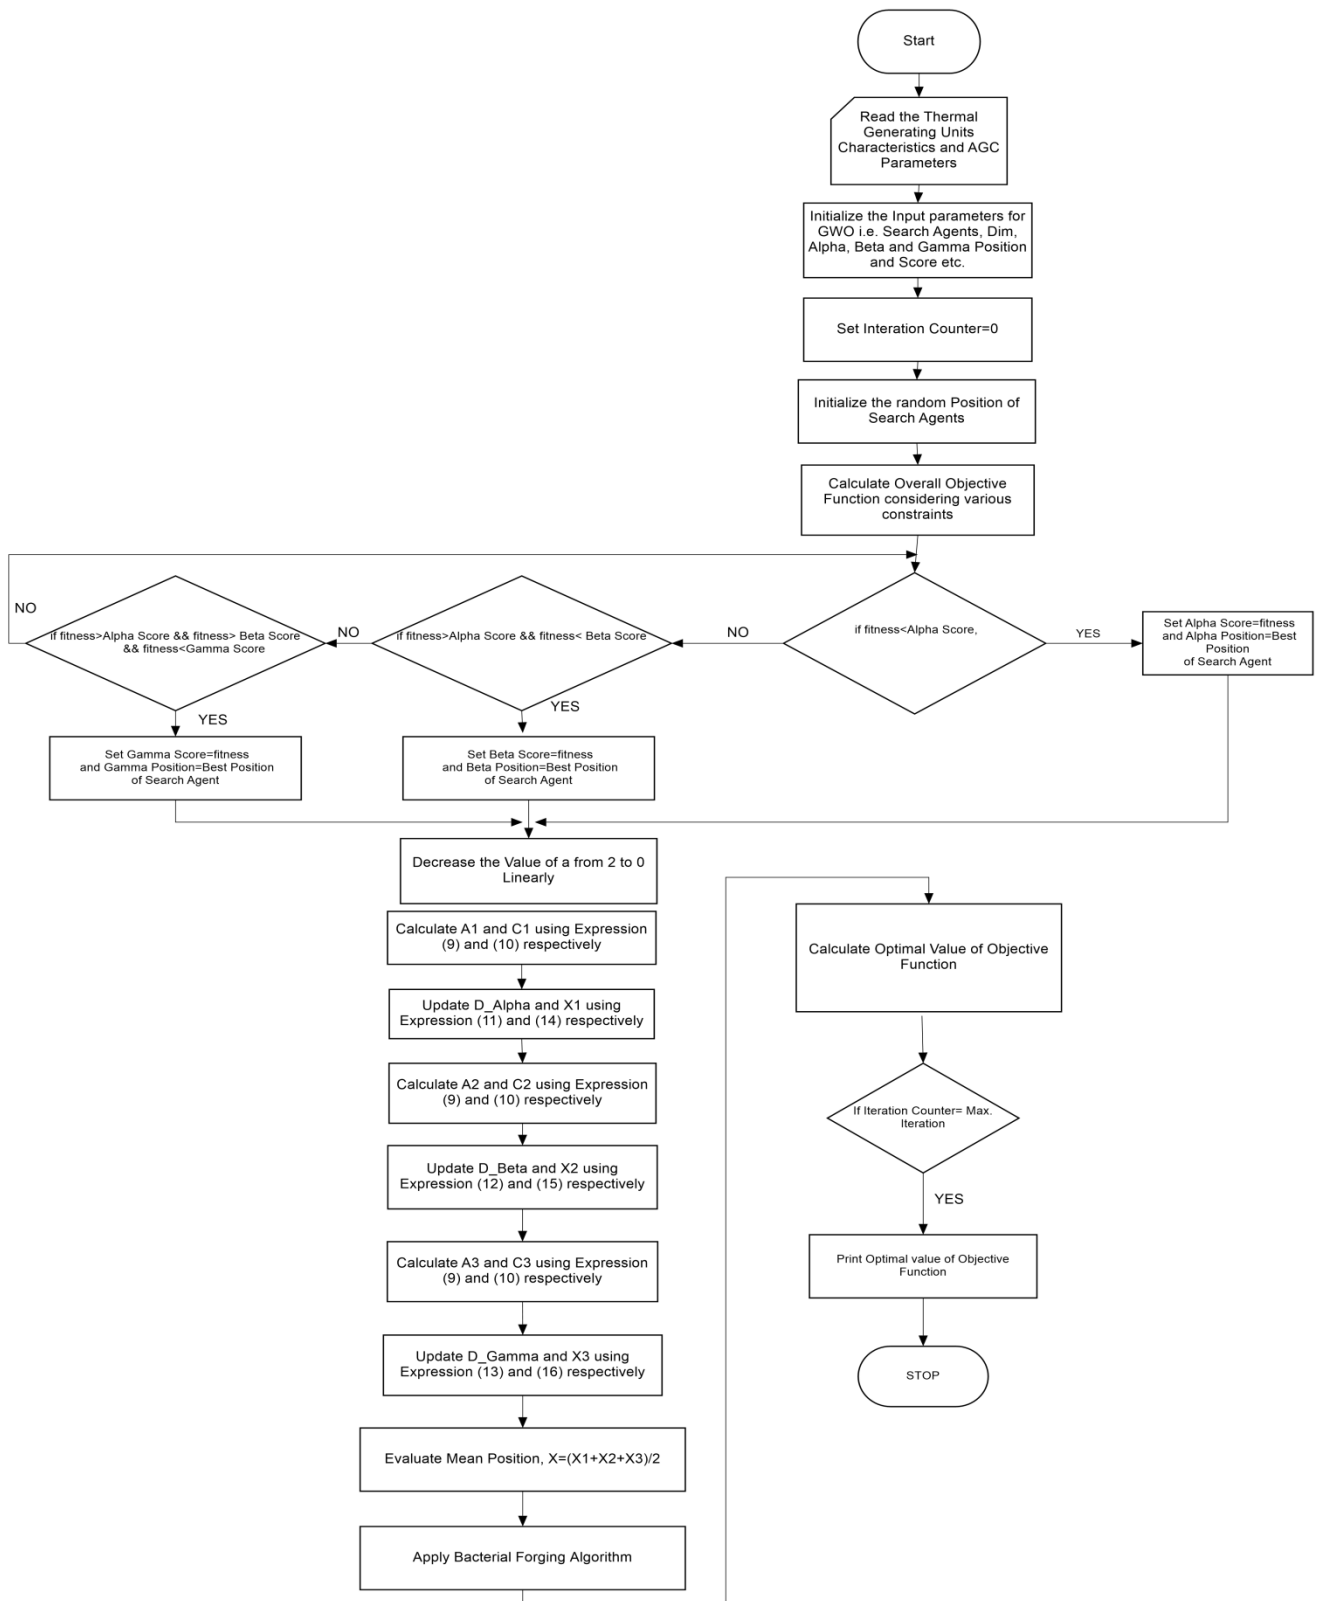 Start
Read the Thermal
Generating Units
Characteristics and AGC
Parameters
Initialize the Input parameters for
GWO i.e. Search Agents, Dim,
Alpha, Beta and Gamma Position
and Score etc.
Set Interation Counter=0
Initialize the random Position of
Search Agents
Calculate Overall Objective
Function considering various
constraints
if fitness<Alpha Score,
YES
Set Alpha Score=fitness
and Alpha Position=Best
Position
of Search Agent
NO
if fitness>Alpha Score && fitness< Beta Score
YES
Set Beta Score=fitness
and Beta Position=Best Position
of Search Agent
NO
if fitness>Alpha Score && fitness> Beta Score
&& fitness<Gamma Score
NO
YES
Set Gamma Score=fitness
and Gamma Position=Best Position
of Search Agent
Decrease the Value of a from 2 to 0
Linearly
Calculate A1 and C1 using Expression
(9) and (10) respectively
Update D_Alpha and X1 using
Expression (11) and (14) respectively
Calculate A2 and C2 using Expression
(9) and (10) respectively
Update D_Beta and X2 using
Expression (12) and (15) respectively
Calculate A3 and C3 using Expression
(9) and (10) respectively
Update D_Gamma and X3 using
Expression (13) and (16) respectively
Evaluate Mean Position, X=(X1+X2+X3)/2
Apply Bacterial Forging Algorithm
Calculate Optimal Value of Objective
Function
If Iteration Counter= Max.
Iteration
YES
Print Optimal value of Objective
Function
STOP